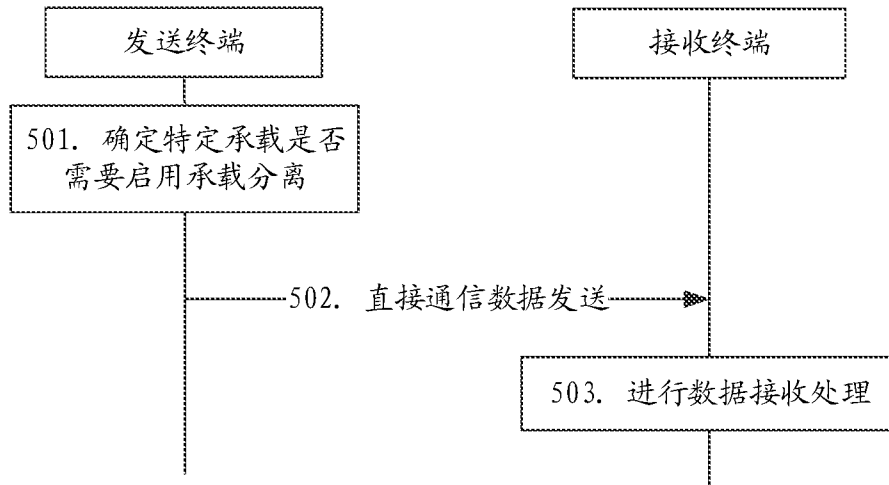 发送终端
接收终端
501. 确定特定承载是否
需要启用承载分离
502. 直接通信数据发送
503. 进行数据接收处理